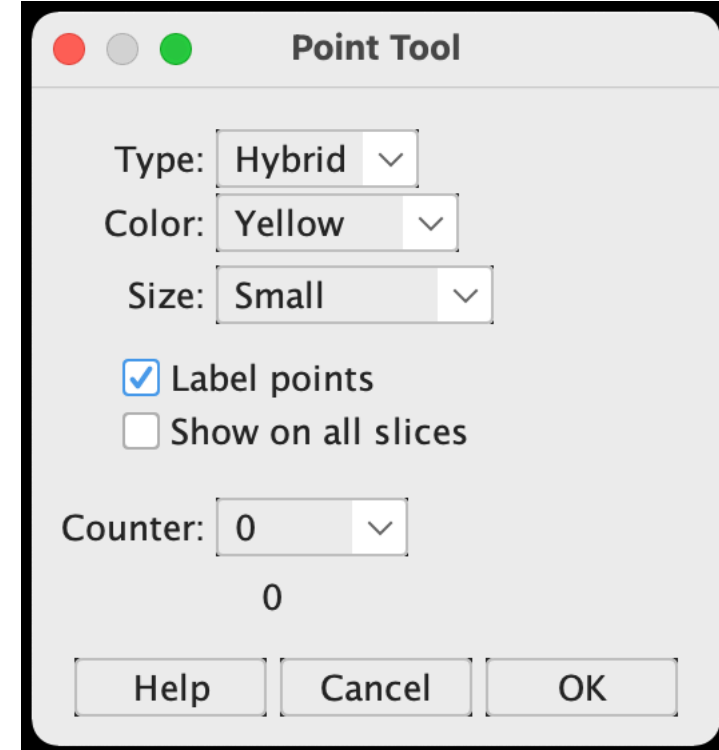 Point Tool
Type: Hybrid
Color: Yellow
Size: Small
Label points
Show on all slices
Counter: 0
0
Help Cancel OK